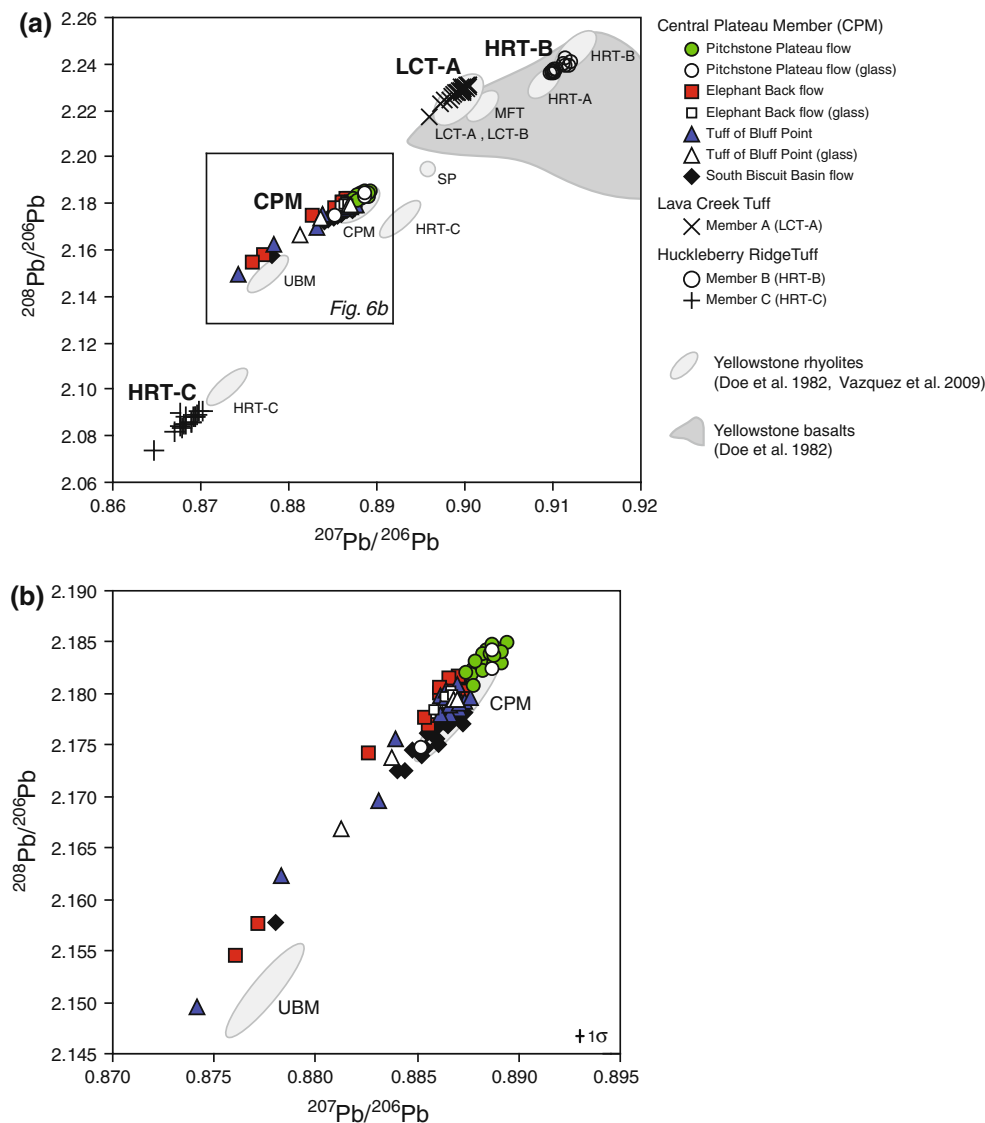 (a)
2.26
2.24
2.22
2.20
2.18
2.16
2.14
2.12
2.10
2.08
2.06
208Pb/206Pb
0.86
0.87
0.88
0.89
0.90
0.91
0.92
207Pb/206Pb
HRT-B
LCT-A
HRT-B
HRT-A
MFT
LCT-A , LCT-B
SP
CPM
CPM
HRT-C
UBM
Fig. 6b
HRT-C
HRT-C
Central Plateau Member (CPM)
Pitchstone Plateau flow
Pitchstone Plateau flow (glass)
Elephant Back flow
Elephant Back flow (glass)
Tuff of Bluff Point
Tuff of Bluff Point (glass)
South Biscuit Basin flow
Lava Creek Tuff
Member A (LCT-A)
Huckleberry RidgeTuff
Member B (HRT-B)
Member C (HRT-C)
Yellowstone rhyolites
(Doe et al. 1982, Vazquez et al. 2009)
Yellowstone basalts
(Doe et al. 1982)
(b)
2.190
2.185
2.180
2.175
2.170
2.165
2.160
2.155
2.150
2.145
208Pb/206Pb
CPM
UBM
1σ
0.870
0.875
0.880
0.885
0.890
0.895
207Pb/206Pb